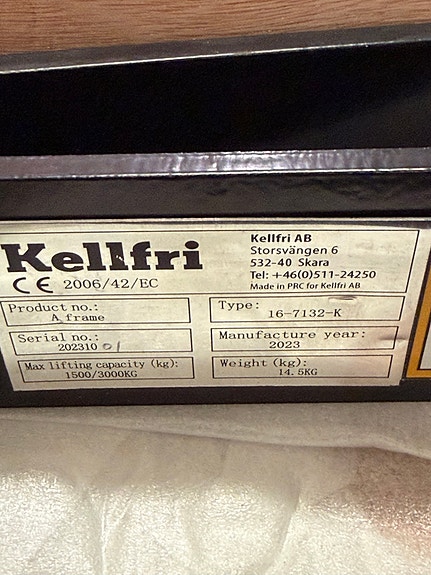 Kellfri
CE 2006/42/EC
Kellfri AB
Storsvängen 6
532-40 Skara
Tel: +46(0)511-24250
Made in PRC for Kellfri AB
Product no.:
A frame
Type:
16-7132-K
Serial no.:
202310 01
Manufacture year:
2023
Max lifting capacity (kg):
1500/3000KG
Weight (kg):
14.5KG